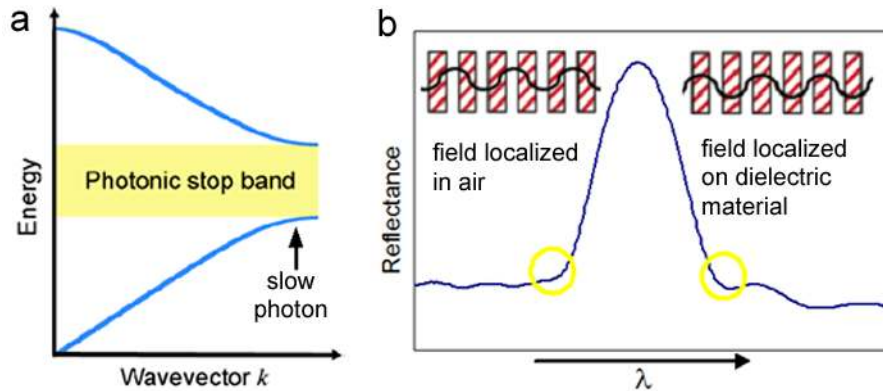 a
Energy
Photonic stop band
slow
photon
Wavevector k
b
Reflectance
field localized
in air
field localized
on dielectric
material
λ